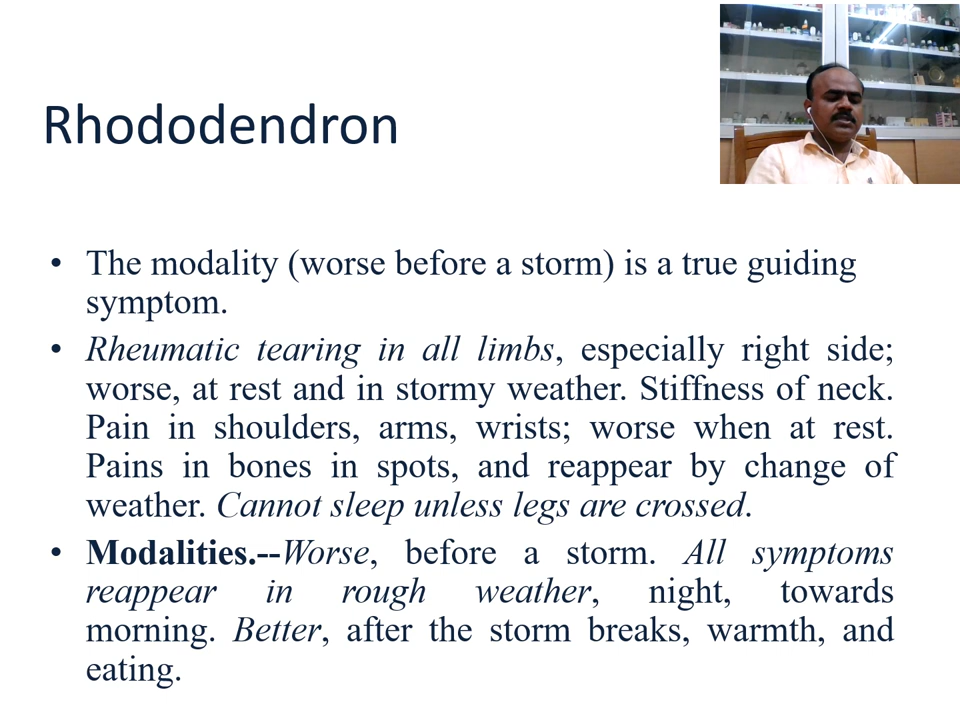 Rhododendron
• The modality (worse before a storm) is a true guiding
symptom.
• Rheumatic tearing in all limbs, especially right side;
worse, at rest and in stormy weather. Stiffness of neck.
Pain in shoulders, arms, wrists; worse when at rest.
Pains in bones in spots, and reappear by change of
weather. Cannot sleep unless legs are crossed.
• Modalities.--Worse, before a storm. All symptoms
reappear in rough weather, night, towards
morning. Better, after the storm breaks, warmth, and
eating.